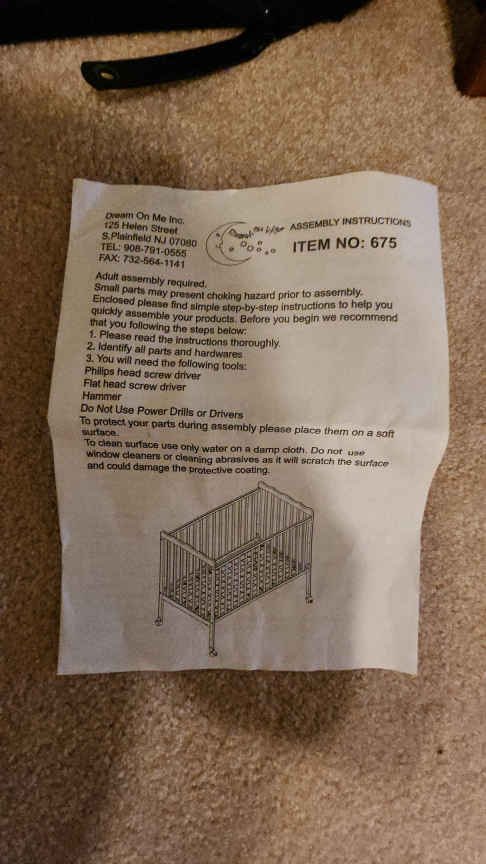 Dream On Me Inc.
125 Helen Street
S.Plainfield NJ 07080
TEL: 908-791-0555
FAX: 732-564-1141
Dream On Me
ASSEMBLY INSTRUCTIONS
ITEM NO: 675
Adult assembly required.
Small parts may present choking hazard prior to assembly.
Enclosed please find simple step-by-step instructions to help you
quickly assemble your products. Before you begin we recommend
that you following the steps below:
1. Please read the instructions thoroughly.
2. Identify all parts and hardwares
3. You will need the following tools:
Philips head screw driver
Flat head screw driver
Hammer
Do Not Use Power Drills or Drivers
To protect your parts during assembly please place them on a soft
surface.
To clean surface use only water on a damp cloth. Do not use
window cleaners or cleaning abrasives as it will scratch the surface
and could damage the protective coating.